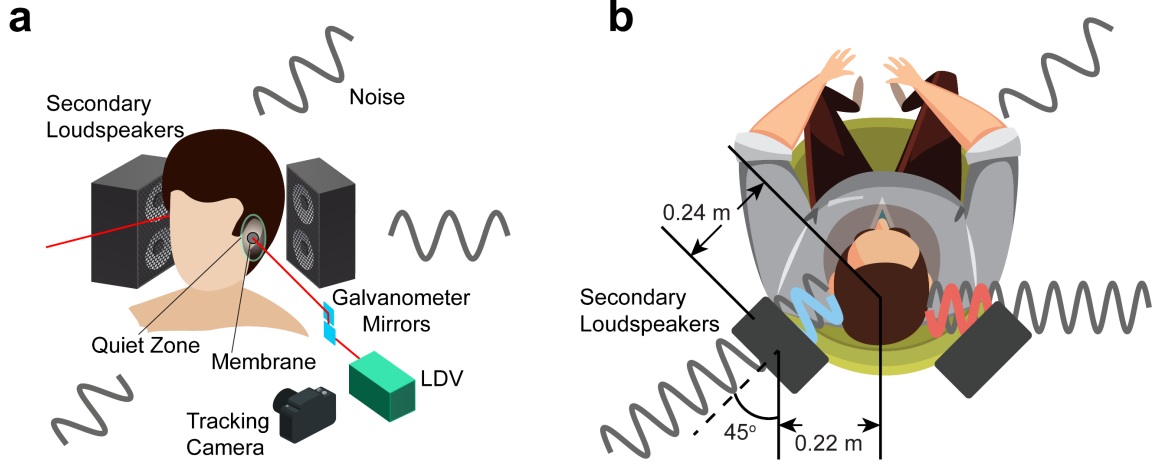 a
Noise
Secondary
Loudspeakers
Galvanometer
Mirrors
Quiet Zone
Membrane
LDV
Tracking
Camera
b
0.24 m
Secondary
Loudspeakers
45°
0.22 m